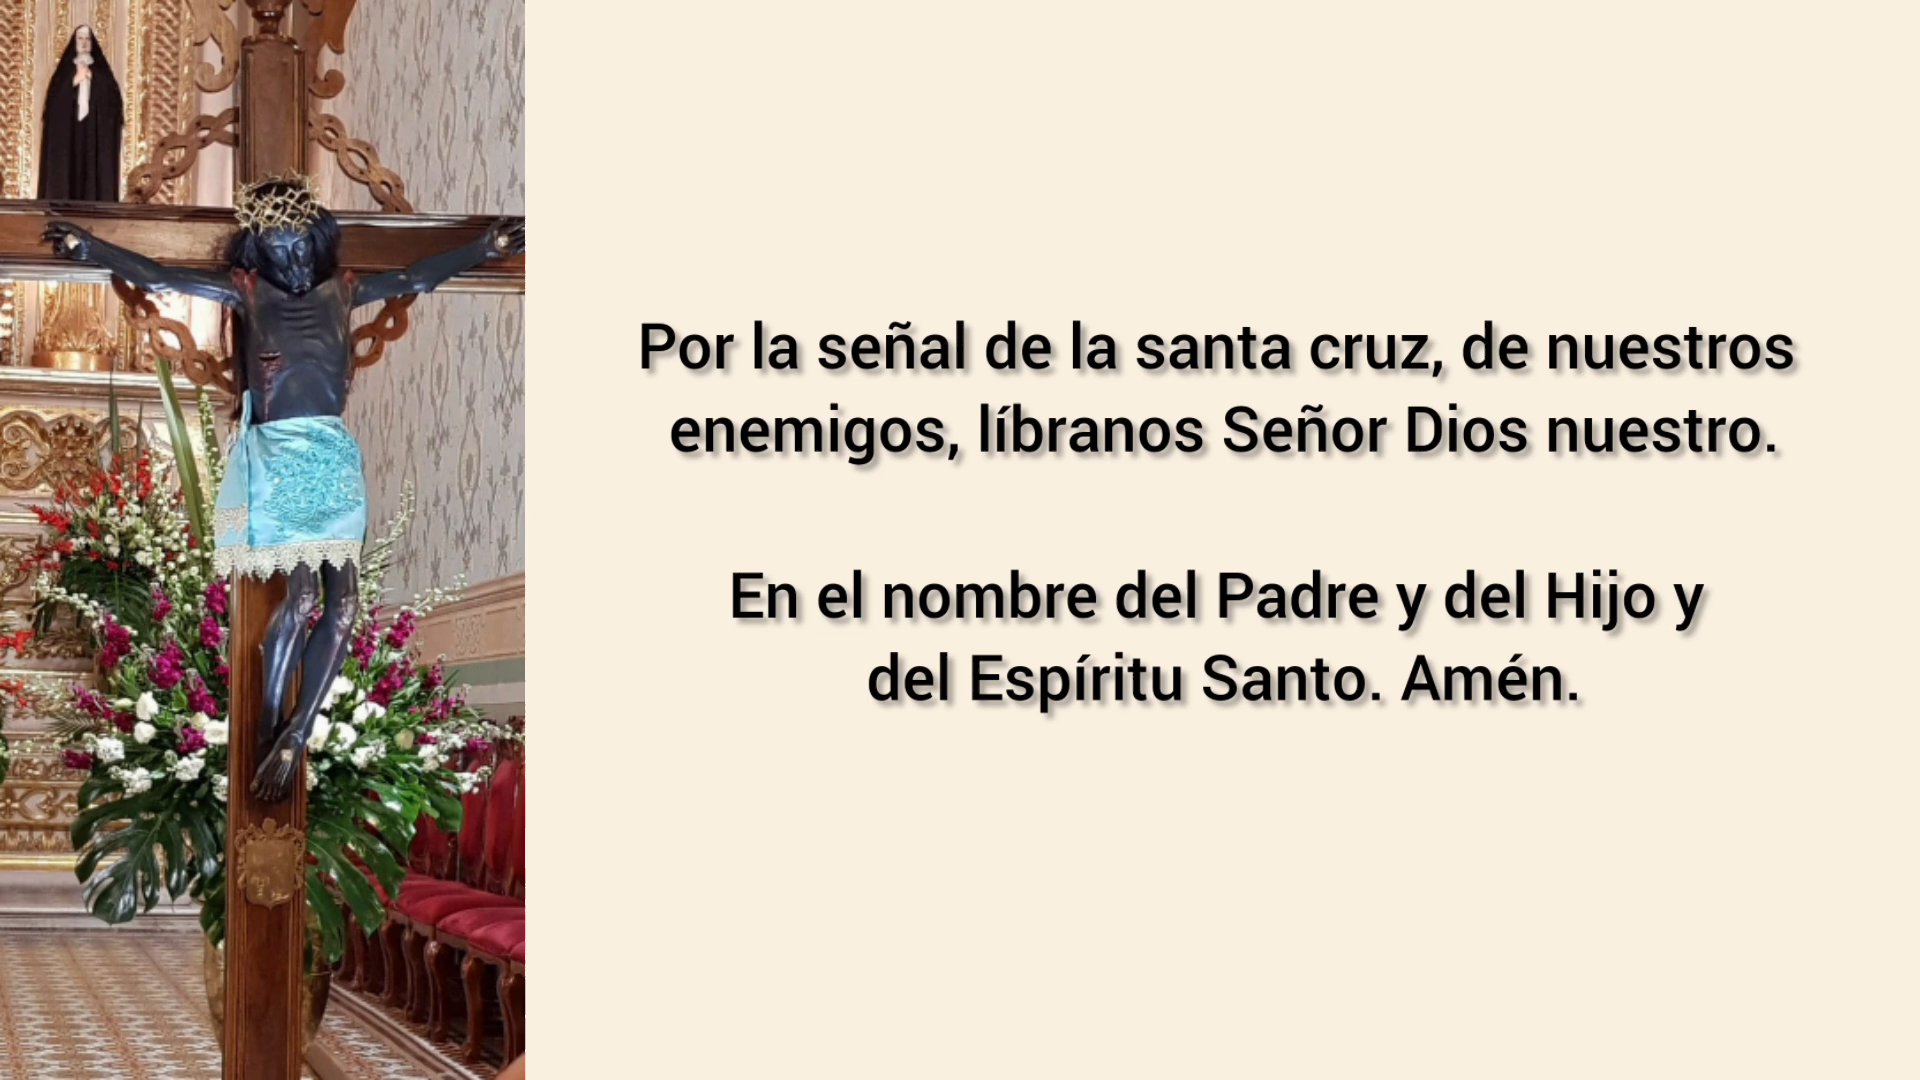 Por la señal de la santa cruz, de nuestros
enemigos, líbranos Señor Dios nuestro.
En el nombre del Padre y del Hijo y
del Espíritu Santo. Amén.